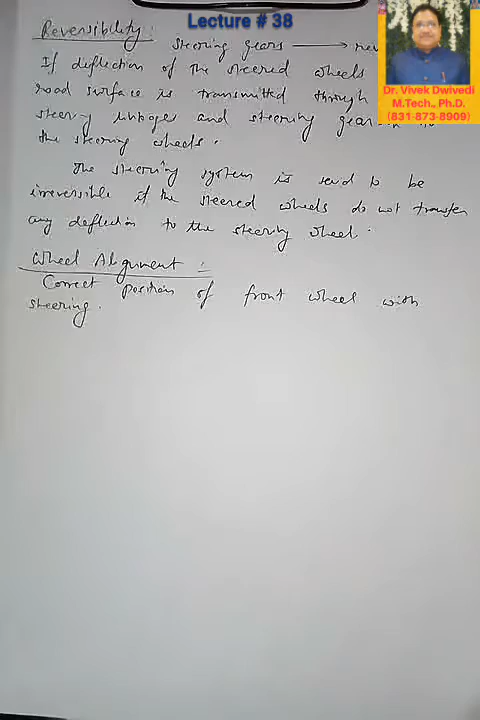 Lecture # 38
Dr. Vivek Dwivedi
M.Tech., Ph.D.
(831-873-8909)
Reversibility : Steering gears → rev
If deflection of the steered wheels
road surface is transmitted through
steering linkages and steering gear
the steering wheels.
The steering system is said to be
irreversible if the steered wheels do not transfer
any deflection to the steering wheel.
Wheel Alignment :-
Correct position of front wheel with
steering.